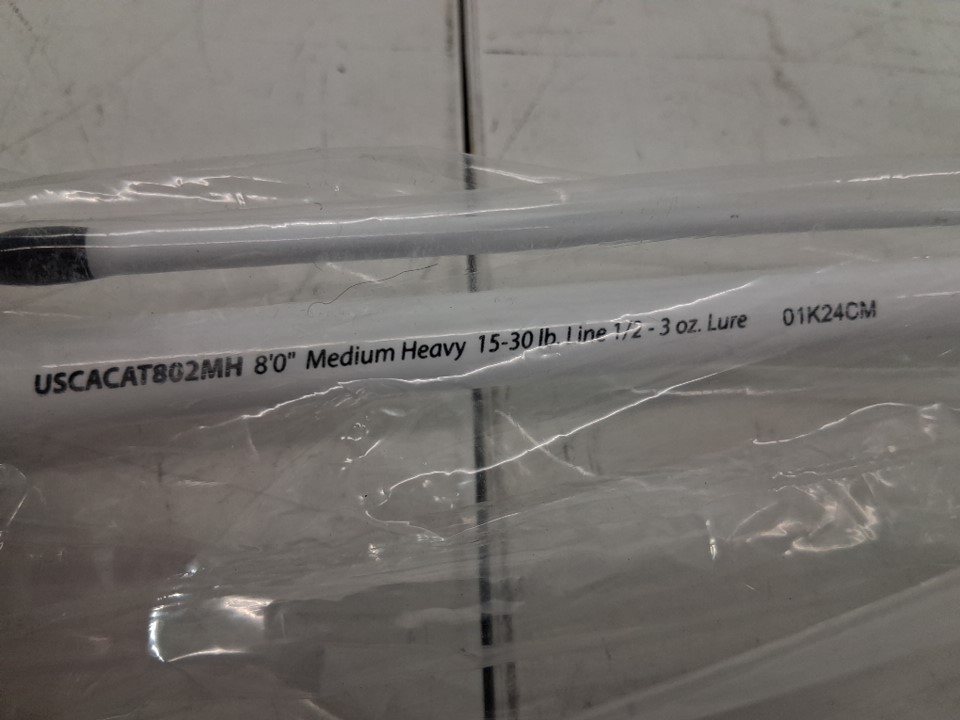 USCACAT802MH 8'0" Medium Heavy 15-30 lb. Line 1/2 - 3 oz. Lure 01K24CM